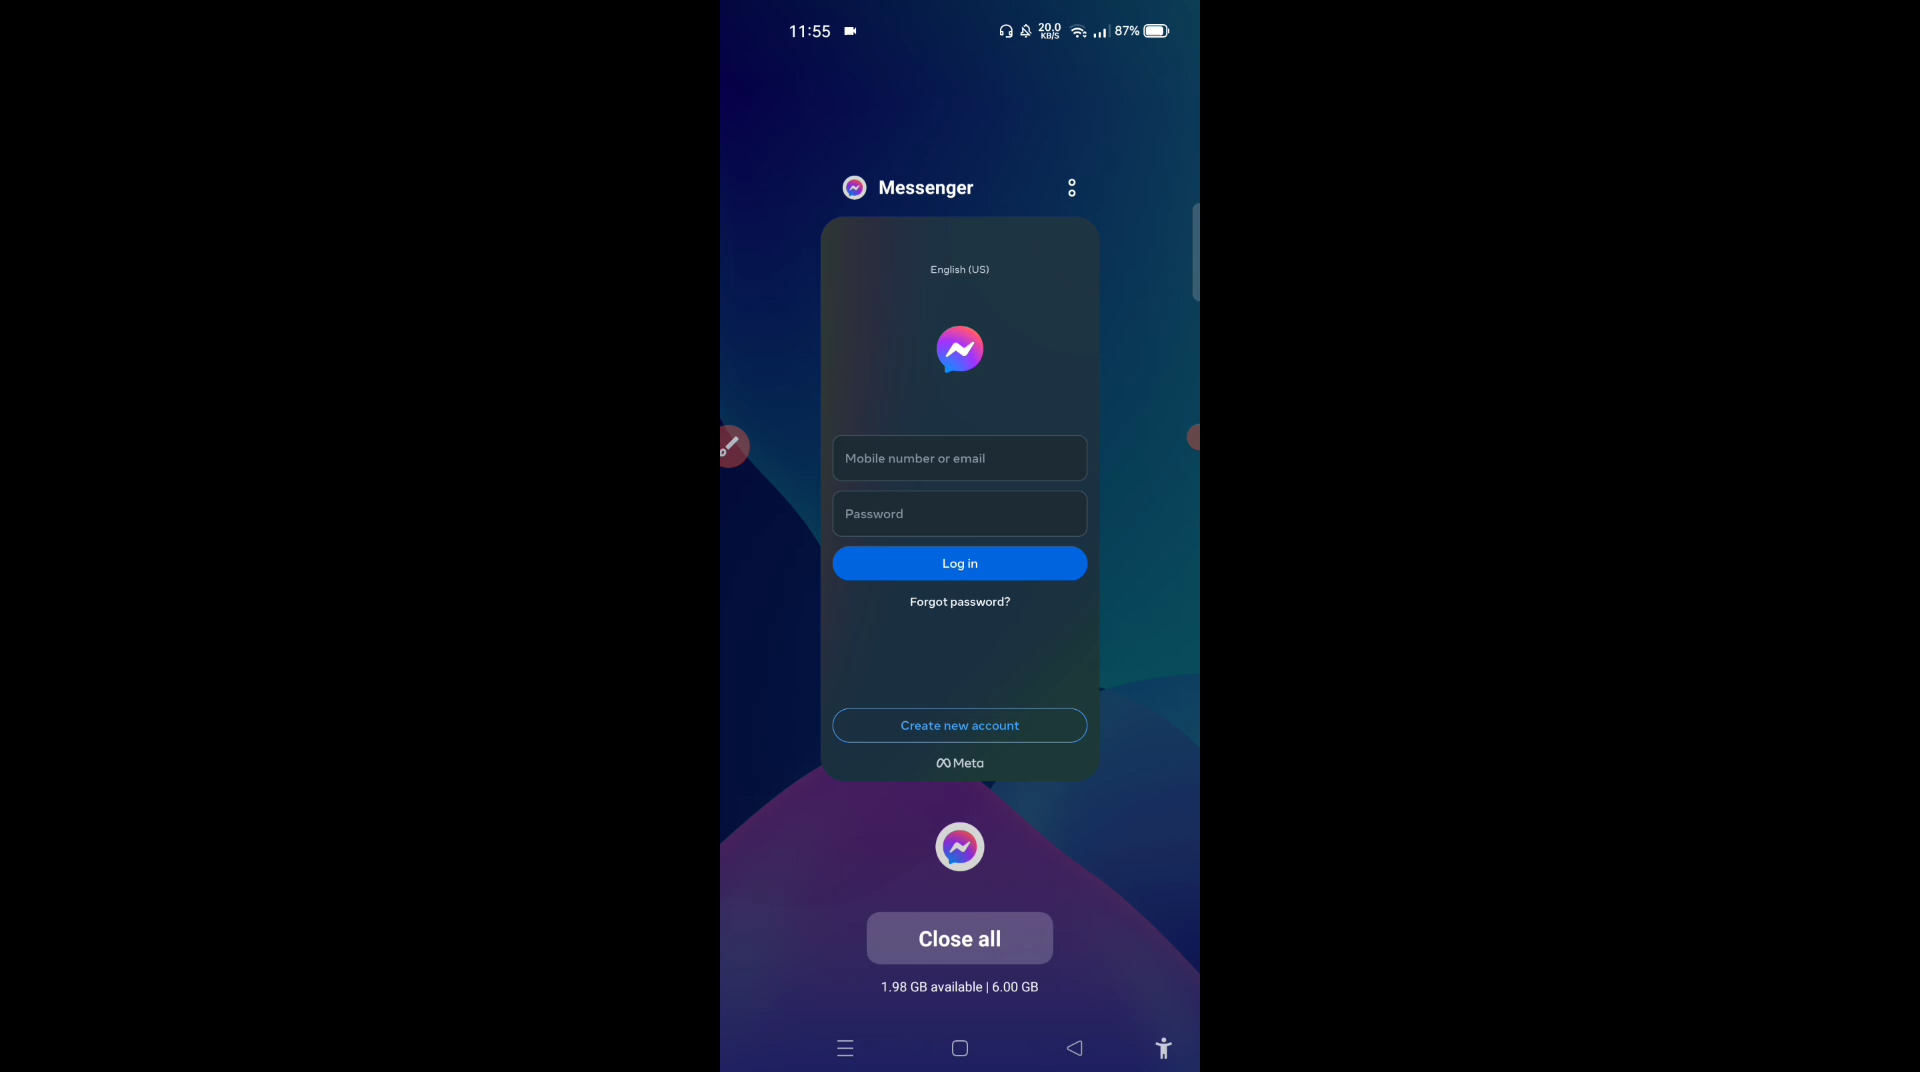 11:55
20.0
KB/S
87%
Messenger
English (US)
Mobile number or email
Password
Log in
Forgot password?
Create new account
Meta
Close all
1.98 GB available | 6.00 GB